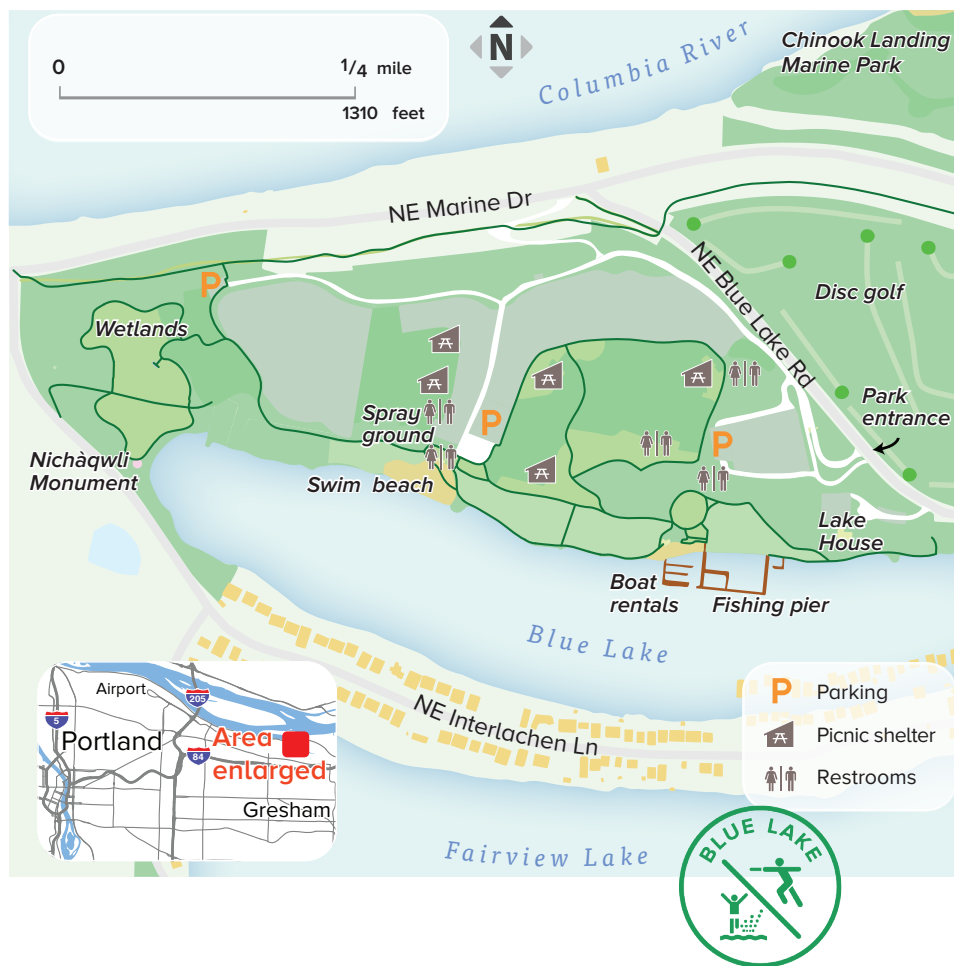 0
1/4 mile
1310 feet
N
Columbia River
Chinook Landing
Marine Park
NE Marine Dr
NE Blue Lake Rd
Disc golf
Wetlands
Park
entrance
P
Spray
ground
P
P
Nichàqwli
Monument
Swim beach
Lake
House
Boat
rentals
Fishing pier
Blue Lake
NE Interlachen Ln
Airport
205
5
Portland
84
Area
enlarged
Gresham
P Parking
Picnic shelter
Restrooms
Fairview Lake
BLUE LAKE